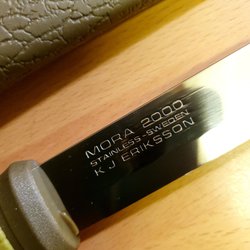 MORA 2000
STAINLESS-SWEDEN
K J ERIKSSON